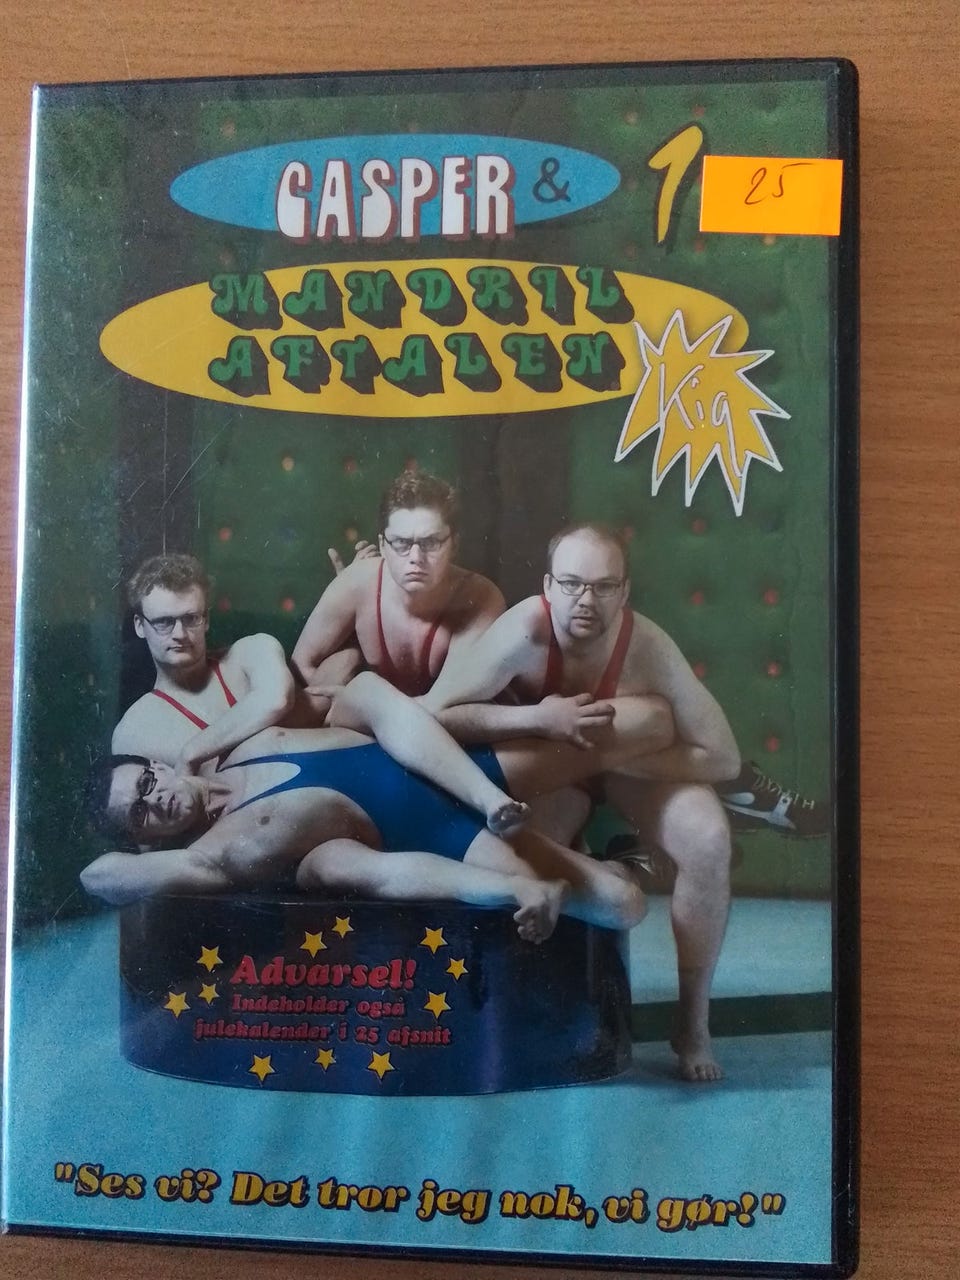 CASPER &
1
25
MANDRIL
AFTALEN
Kig
Advarsel!
Indeholder også
julekalender i 25 afsnit
"Ses vi? Det tror jeg nok, vi gør!"